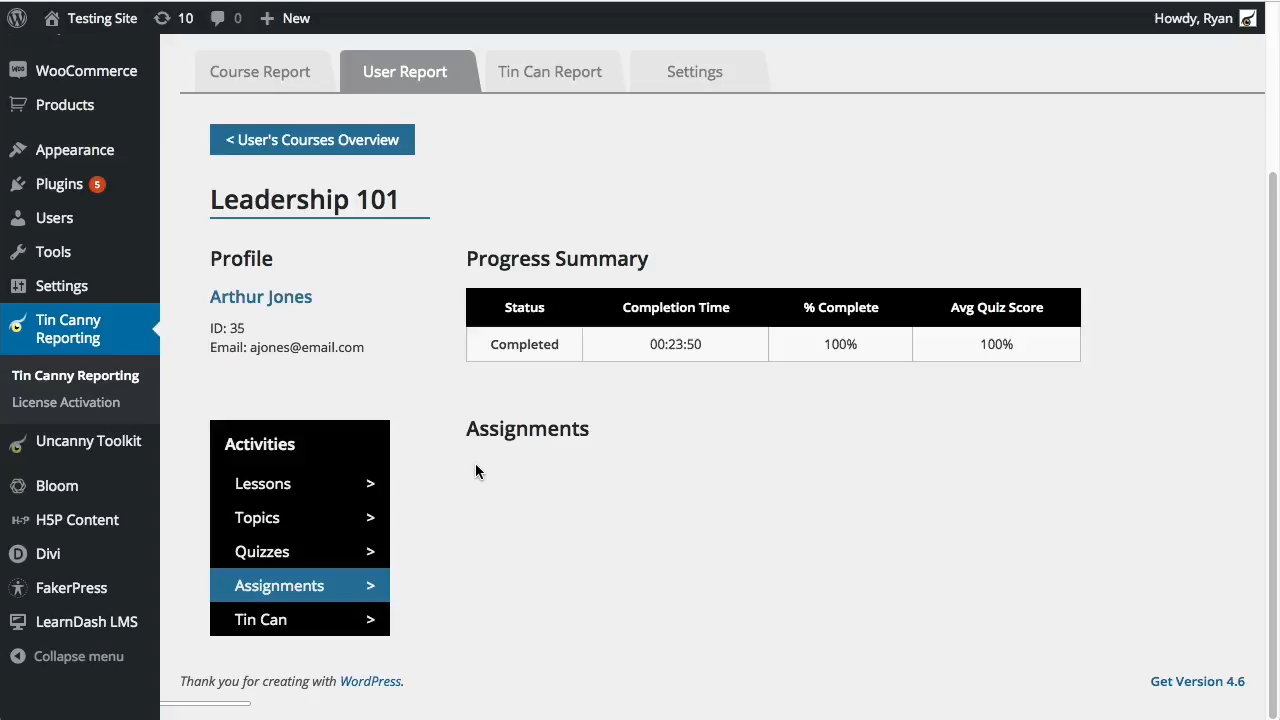 Testing Site
10
0
New
Howdy, Ryan
WooCommerce
Products
Appearance
Plugins 5
Users
Tools
Settings
Tin Canny
Reporting
Tin Canny Reporting
License Activation
Uncanny Toolkit
Bloom
H5P Content
Divi
FakerPress
LearnDash LMS
Collapse menu
Course Report
User Report
Tin Can Report
Settings
< User's Courses Overview
Leadership 101
Profile
Arthur Jones
ID: 35
Email: ajones@email.com
Progress Summary
Status Completion Time % Complete Avg Quiz Score
Completed 00:23:50 100% 100%
Activities
Lessons >
Topics >
Quizzes >
Assignments >
Tin Can >
Assignments
Thank you for creating with WordPress.
Get Version 4.6